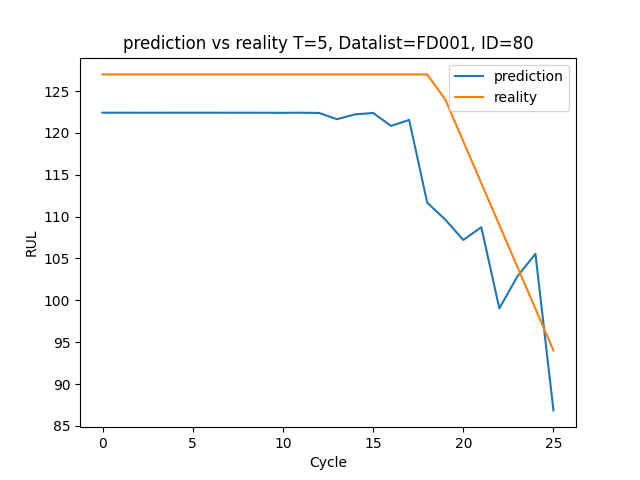 prediction vs reality T=5, Datalist=FD001, ID=80
prediction
reality
125
120
115
110
105
100
95
90
85
RUL
0 5 10 15 20 25
Cycle